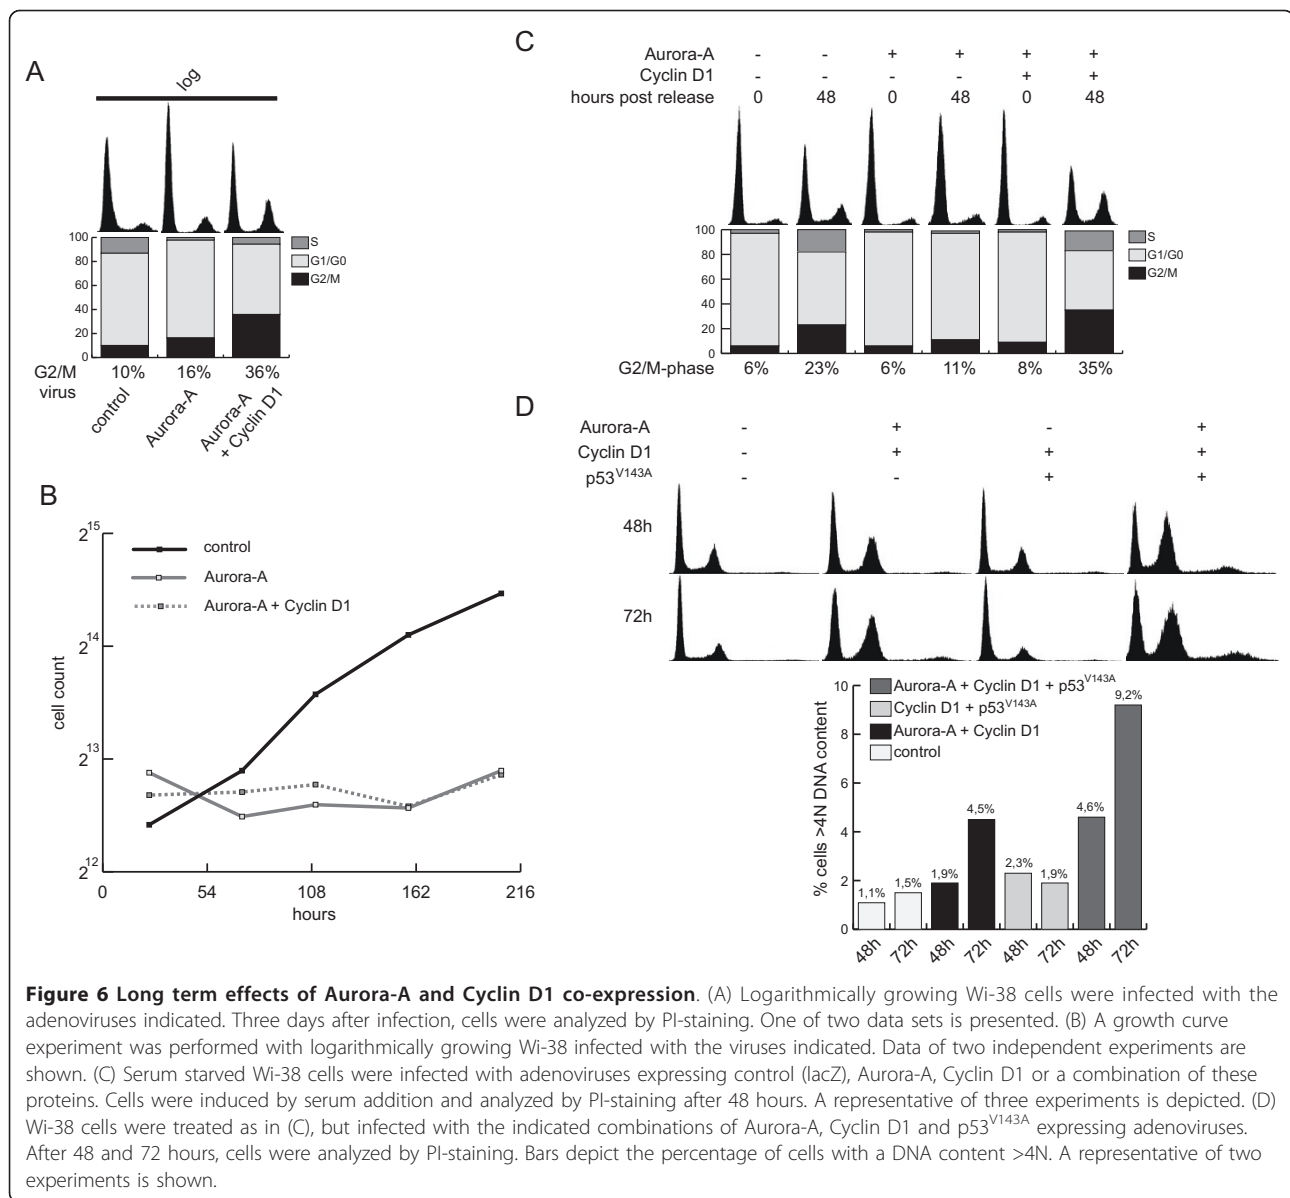 A
log
100
80
60
40
20
0
S
G1/G0
G2/M
G2/M 10% 16% 36%
virus
control
Aurora-A
Aurora-A
+ Cyclin D1
B
2^15
2^14
2^13
2^12
cell count
control
Aurora-A
Aurora-A + Cyclin D1
0 54 108 162 216
hours
C
Aurora-A - - + + + +
Cyclin D1 - - - - + +
hours post release 0 48 0 48 0 48
100
80
60
40
20
0
S
G1/G0
G2/M
G2/M-phase 6% 23% 6% 11% 8% 35%
D
Aurora-A - + - +
Cyclin D1 - + + +
p53^V143A - - + +
48h
72h
% cells >4N DNA content
10
8
6
4
2
0
Aurora-A + Cyclin D1 + p53^V143A
Cyclin D1 + p53^V143A
Aurora-A + Cyclin D1
control
1,1% 1,5% 1,9% 4,5% 2,3% 1,9% 4,6% 9,2%
48h 72h 48h 72h 48h 72h 48h 72h
Figure 6 Long term effects of Aurora-A and Cyclin D1 co-expression. (A) Logarithmically growing Wi-38 cells were infected with the
adenoviruses indicated. Three days after infection, cells were analyzed by PI-staining. One of two data sets is presented. (B) A growth curve
experiment was performed with logarithmically growing Wi-38 infected with the viruses indicated. Data of two independent experiments are
shown. (C) Serum starved Wi-38 cells were infected with adenoviruses expressing control (lacZ), Aurora-A, Cyclin D1 or a combination of these
proteins. Cells were induced by serum addition and analyzed by PI-staining after 48 hours. A representative of three experiments is depicted. (D)
Wi-38 cells were treated as in (C), but infected with the indicated combinations of Aurora-A, Cyclin D1 and p53^V143A expressing adenoviruses.
After 48 and 72 hours, cells were analyzed by PI-staining. Bars depict the percentage of cells with a DNA content >4N. A representative of two
experiments is shown.